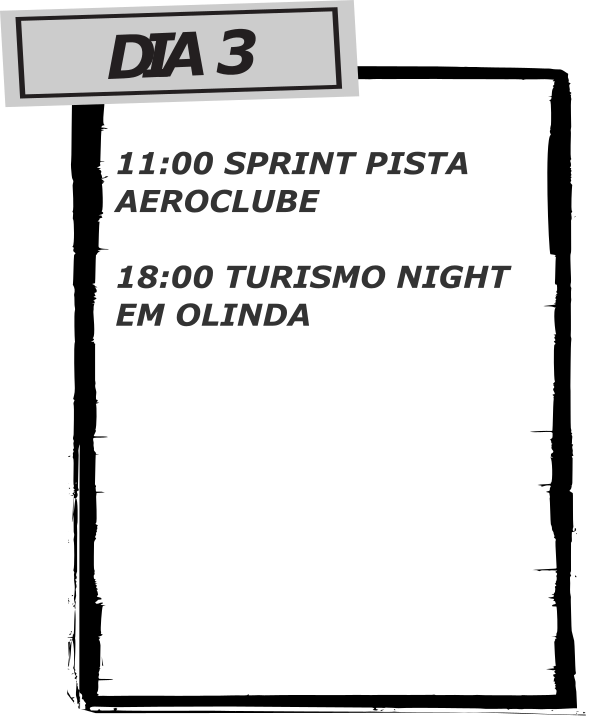 DIA 3
11:00 SPRINT PISTA
AEROCLUBE
18:00 TURISMO NIGHT
EM OLINDA